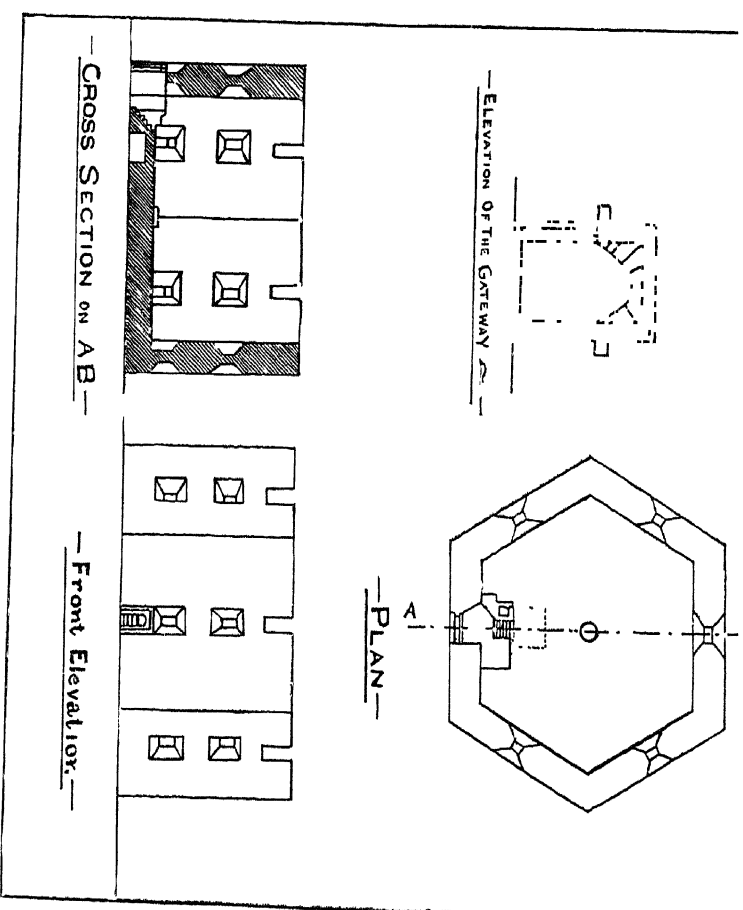 — CROSS SECTION ON AB —
— ELEVATION OF THE GATEWAY —
— Front Elevation. —
— PLAN —
A